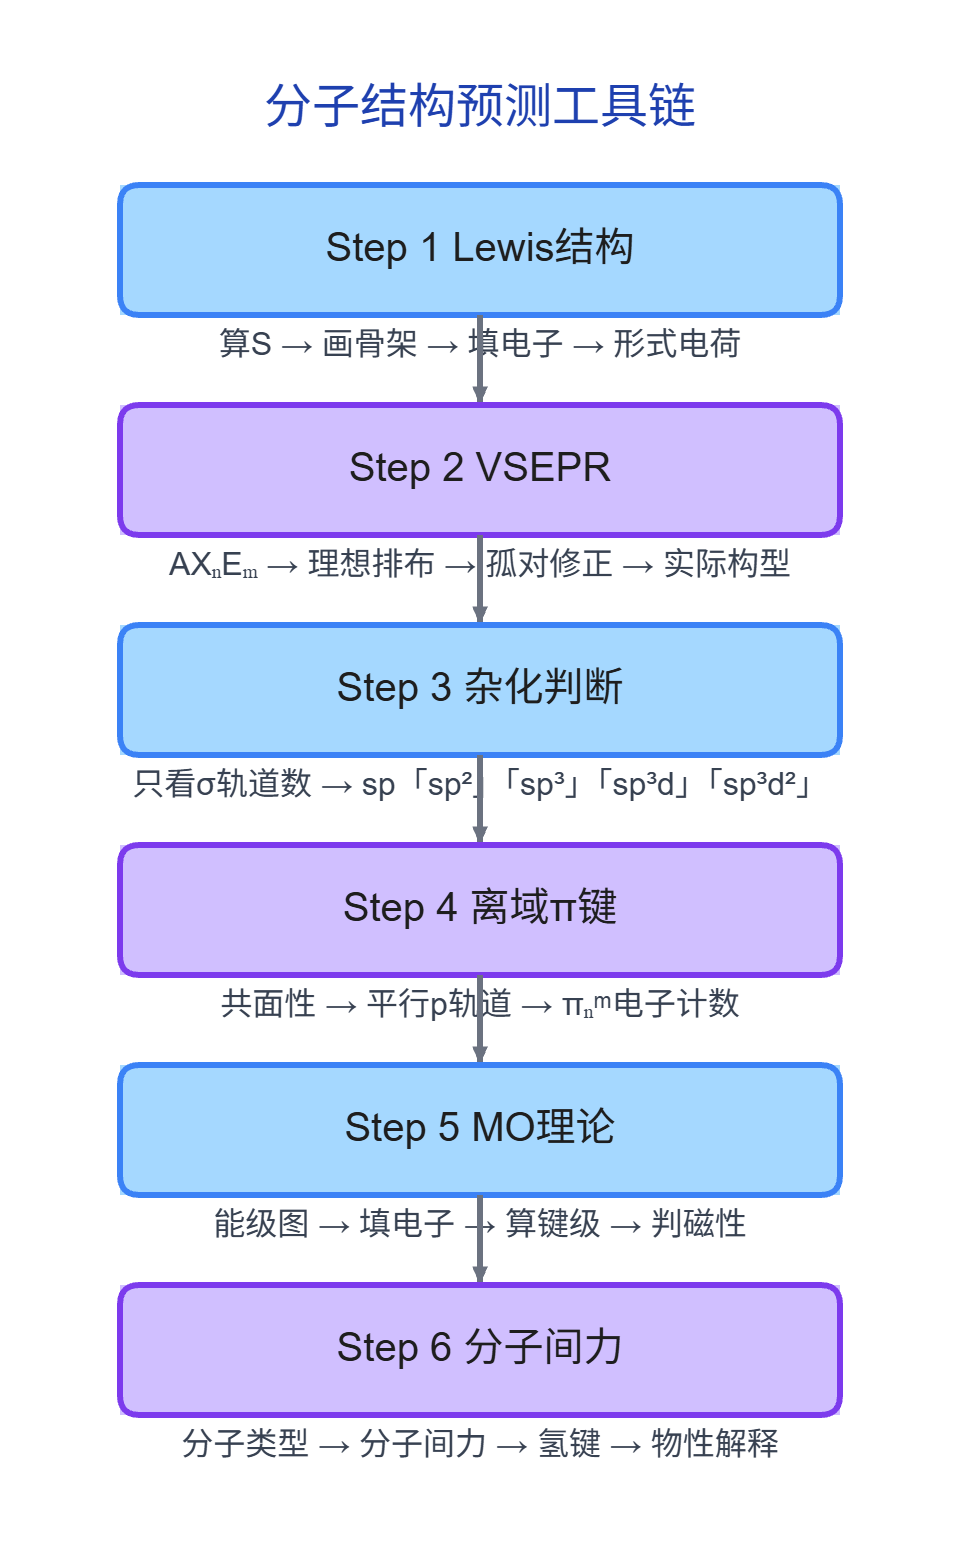 分子结构预测工具链
Step 1 Lewis结构
算S → 画骨架 → 填电子 → 形式电荷
Step 2 VSEPR
AXₙEₘ → 理想排布 → 孤对修正 → 实际构型
Step 3 杂化判断
只看σ轨道数 → sp「sp²」「sp³」「sp³d」「sp³d²」
Step 4 离域π键
共面性 → 平行p轨道 → πₙᵐ电子计数
Step 5 MO理论
能级图 → 填电子 → 算键级 → 判磁性
Step 6 分子间力
分子类型 → 分子间力 → 氢键 → 物性解释